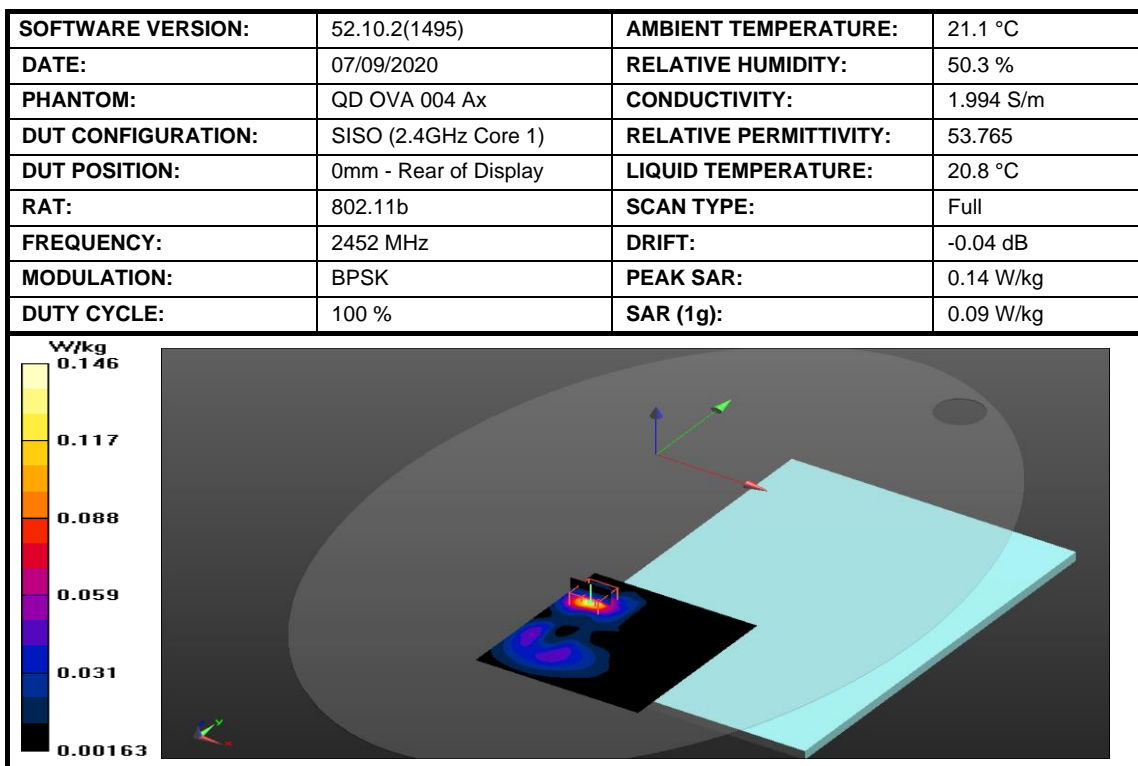 SOFTWARE VERSION: 52.10.2(1495) AMBIENT TEMPERATURE: 21.1 °C
DATE: 07/09/2020 RELATIVE HUMIDITY: 50.3 %
PHANTOM: QD OVA 004 Ax CONDUCTIVITY: 1.994 S/m
DUT CONFIGURATION: SISO (2.4GHz Core 1) RELATIVE PERMITTIVITY: 53.765
DUT POSITION: 0mm - Rear of Display LIQUID TEMPERATURE: 20.8 °C
RAT: 802.11b SCAN TYPE: Full
FREQUENCY: 2452 MHz DRIFT: -0.04 dB
MODULATION: BPSK PEAK SAR: 0.14 W/kg
DUTY CYCLE: 100 % SAR (1g): 0.09 W/kg
W/kg
0.146
0.117
0.088
0.059
0.031
0.00163
z
y
x